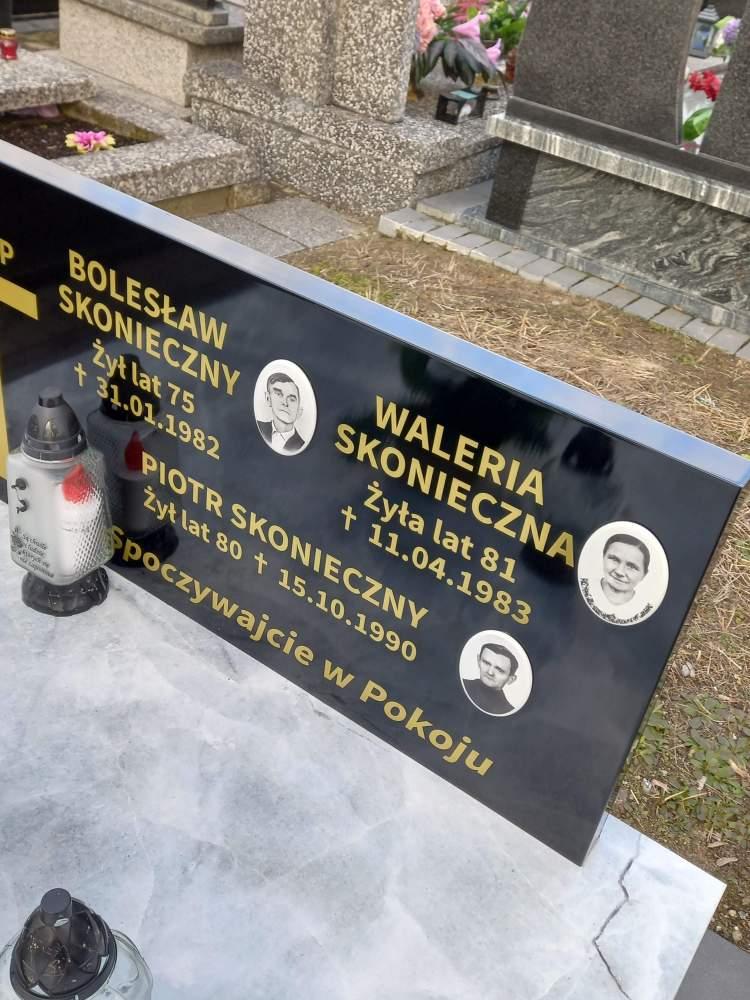 P
BOLESŁAW
SKONIECZNY
Żył lat 75
† 31.01.1982
WALERIA
SKONIECZNA
Żyła lat 81
† 11.04.1983
PIOTR SKONIECZNY
Żył lat 80 † 15.10.1990
Spoczywajcie w Pokoju